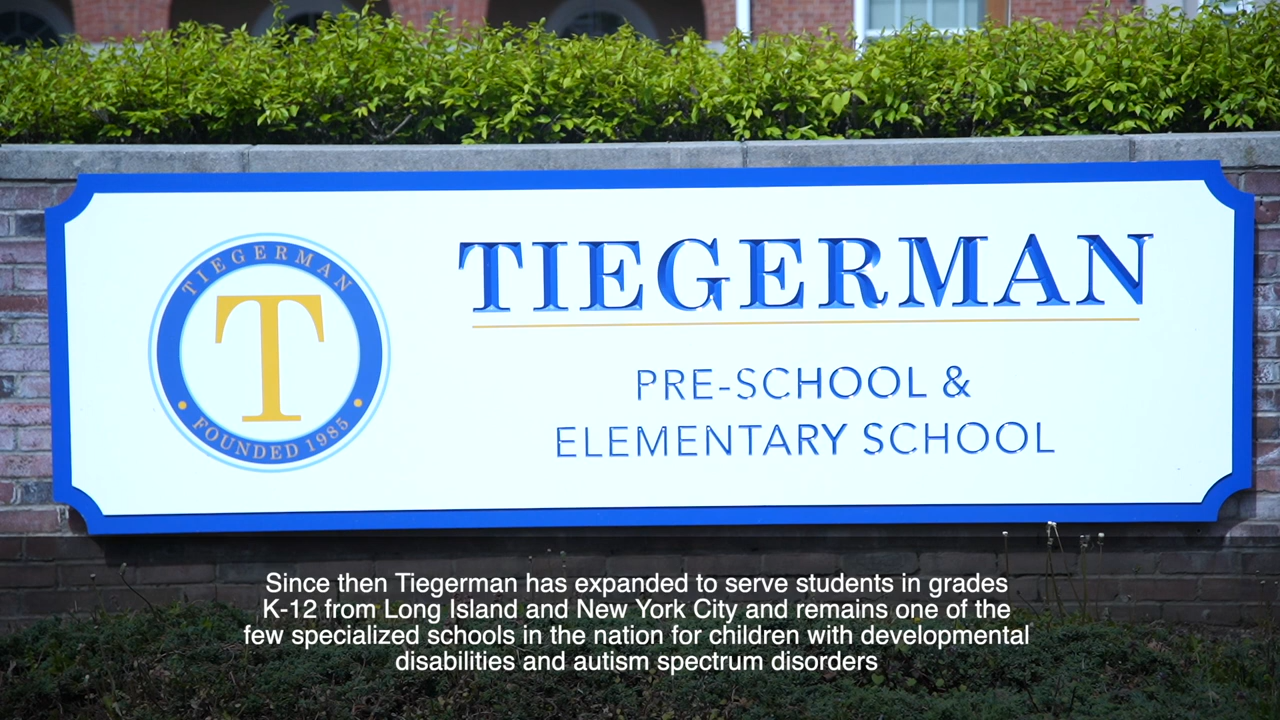 TIEGERMAN
FOUNDED 1985
T
TIEGERMAN
PRE-SCHOOL &
ELEMENTARY SCHOOL
Since then Tiegerman has expanded to serve students in grades
K-12 from Long Island and New York City and remains one of the
few specialized schools in the nation for children with developmental
disabilities and autism spectrum disorders